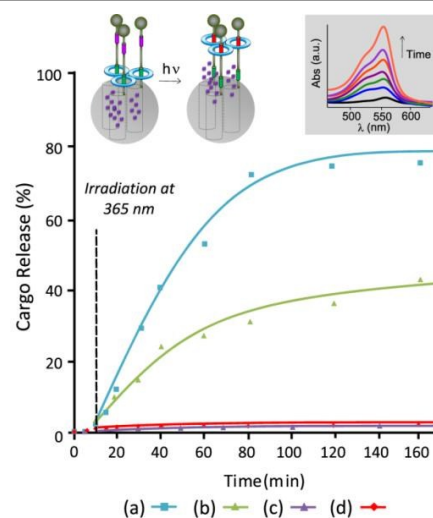 hν
Abs (a.u.)
Time
500 550 600
λ (nm)
100
80
60
40
20
0
Cargo Release (%)
Irradiation at
365 nm
0 20 40 60 80 100 120 140 160
Time(min)
(a) (b) (c) (d)